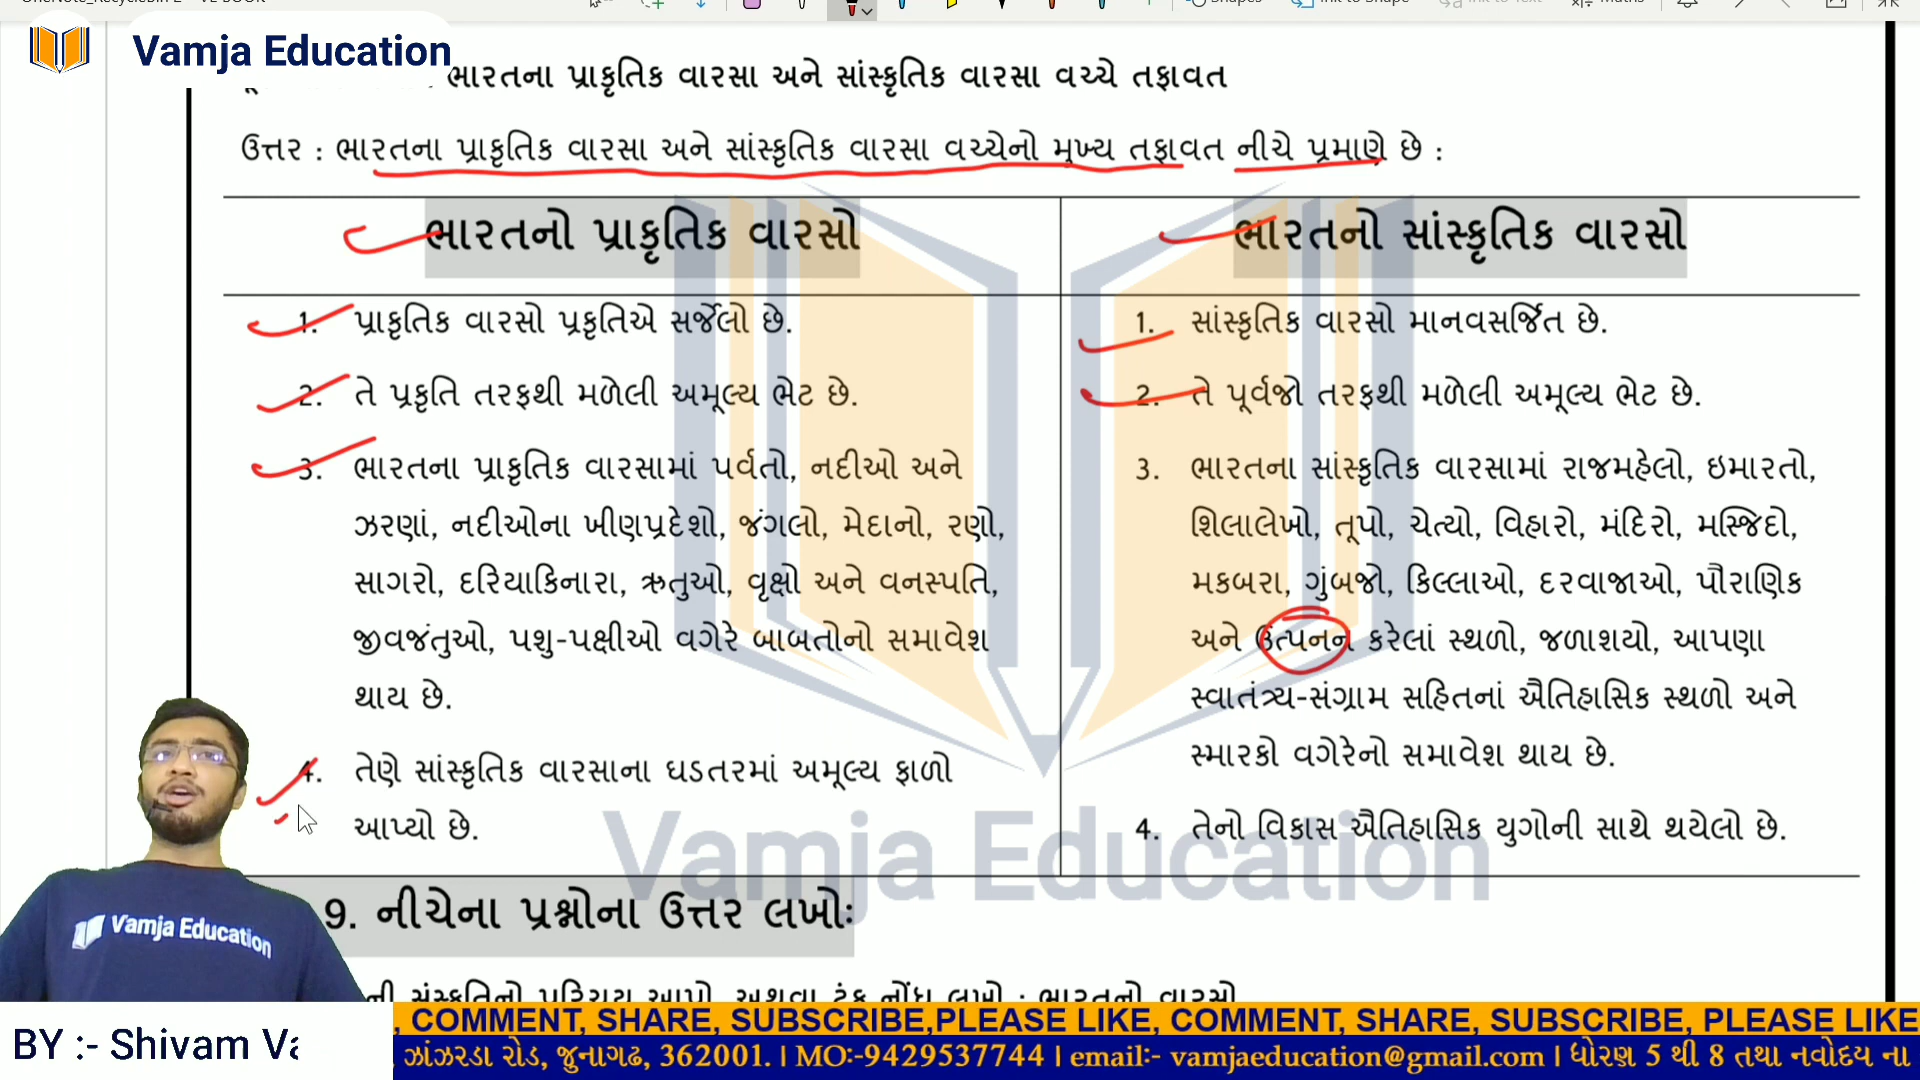 Vamja Education
ભારતના પ્રાકૃતિક વારસા અને સાંસ્કૃતિક વારસા વચ્ચે તફાવત
ઉત્તર : ભારતના પ્રાકૃતિક વારસા અને સાંસ્કૃતિક વારસા વચ્ચેનો મુખ્ય તફાવત નીચે પ્રમાણે છે :
ભારતનો પ્રાકૃતિક વારસો
1. પ્રાકૃતિક વારસો પ્રકૃતિએ સર્જેલો છે.
2. તે પ્રકૃતિ તરફથી મળેલી અમૂલ્ય ભેટ છે.
3. ભારતના પ્રાકૃતિક વારસામાં પર્વતો, નદીઓ અને
ઝરણાં, નદીઓના ખીણપ્રદેશો, જંગલો, મેદાનો, રણો,
સાગરો, દરિયાકિનારા, ઋતુઓ, વૃક્ષો અને વનસ્પતિ,
જીવજંતુઓ, પશુ-પક્ષીઓ વગેરે બાબતોનો સમાવેશ
થાય છે.
4. તેણે સાંસ્કૃતિક વારસાના ઘડતરમાં અમૂલ્ય ફાળો
આપ્યો છે.
ભારતનો સાંસ્કૃતિક વારસો
1. સાંસ્કૃતિક વારસો માનવસર્જિત છે.
2. તે પૂર્વજો તરફથી મળેલી અમૂલ્ય ભેટ છે.
3. ભારતના સાંસ્કૃતિક વારસામાં રાજમહેલો, ઇમારતો,
શિલાલેખો, તૂપો, ચેત્યો, વિહારો, મંદિરો, મસ્જિદો,
મકબરા, ગુંબજો, કિલ્લાઓ, દરવાજાઓ, પૌરાણિક
અને ઉત્પનન કરેલાં સ્થળો, જળાશયો, આપણા
સ્વાતંત્ર્ય-સંગ્રામ સહિતનાં ઐતિહાસિક સ્થળો અને
સ્મારકો વગેરેનો સમાવેશ થાય છે.
4. તેનો વિકાસ ઐતિહાસિક યુગોની સાથે થયેલો છે.
Vamja Education
9. નીચેના પ્રશ્નોના ઉત્તર લખોઃ
ની સંસ્કૃતિનો પરિચય આપો. અથવા ટૂંક નોંધ લખો : ભારતનો વારસો
Vamja Education
BY :- Shivam Va
, COMMENT, SHARE, SUBSCRIBE,PLEASE LIKE, COMMENT, SHARE, SUBSCRIBE, PLEASE LIKE
ઝાંઝરડા રોડ, જુનાગઢ, 362001. | MO:-9429537744 | email:- vamjaeducation@gmail.com | ધોરણ 5 થી 8 તથા નવોદય ના